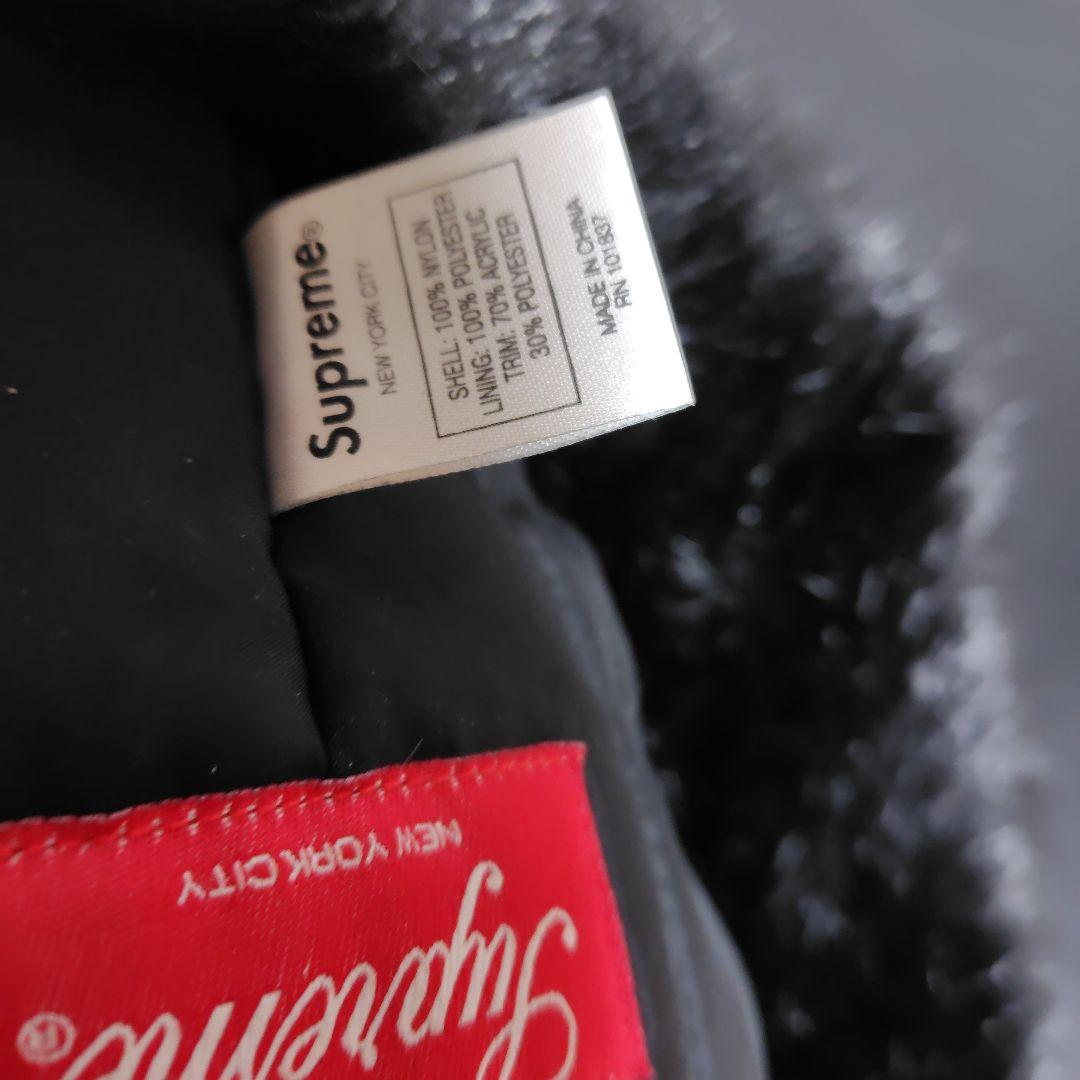 Supreme®
NEW YORK CITY
SHELL: 100% NYLON
LINING: 100% POLYESTER
TRIM: 70% ACRYLIC
30% POLYESTER
MADE IN CHINA
RN 101837
Supreme®
NEW YORK CITY